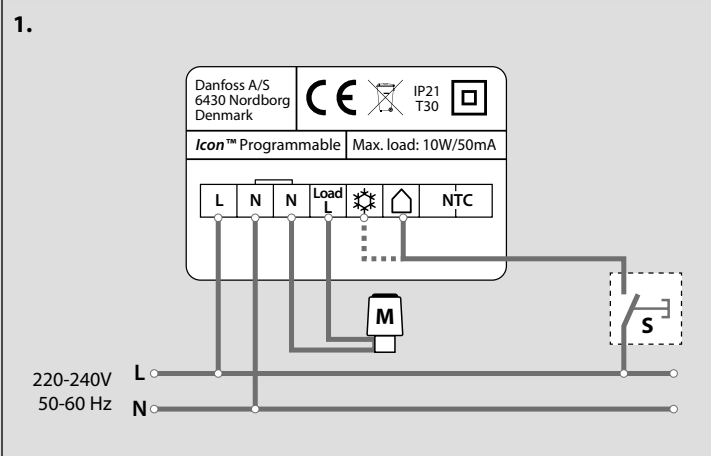 1.
Danfoss A/S
6430 Nordborg
Denmark
CE
IP21
T30
Icon™ Programmable
Max. load: 10W/50mA
L N N Load L NTC
M
S
220-240V L
50-60 Hz N